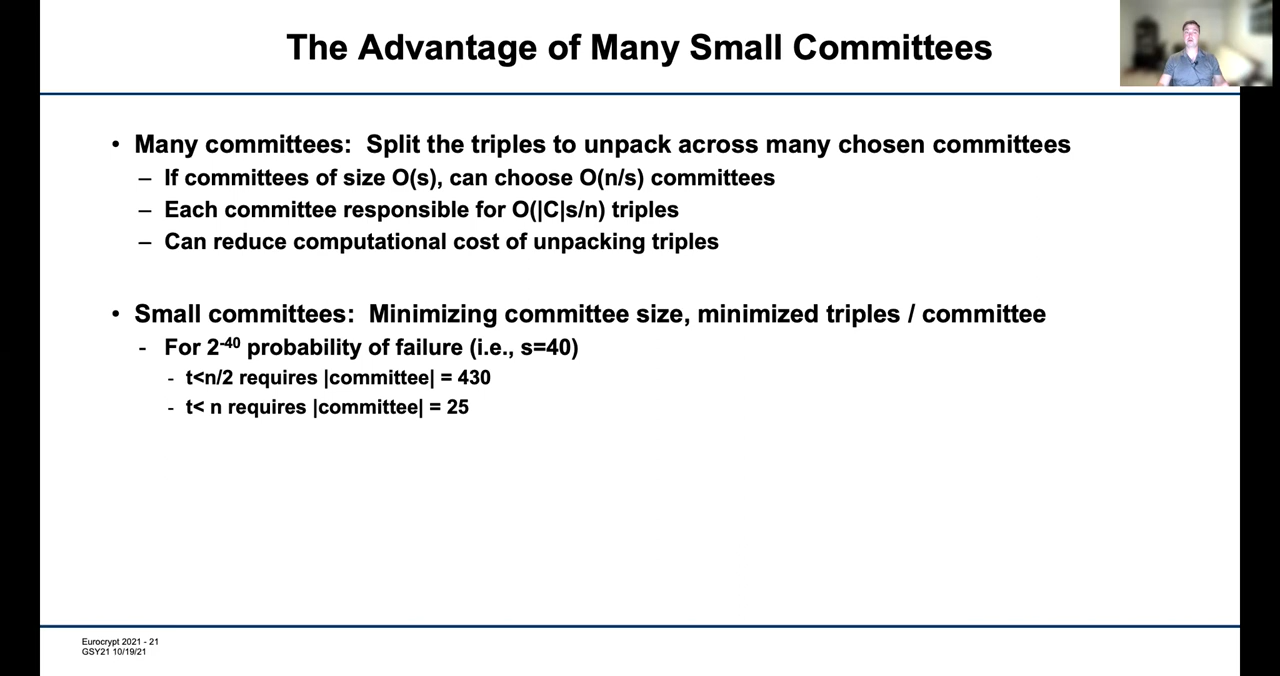 The Advantage of Many Small Committees
• Many committees:  Split the triples to unpack across many chosen committees
– If committees of size O(s), can choose O(n/s) committees
– Each committee responsible for O(|C|s/n) triples
– Can reduce computational cost of unpacking triples
• Small committees:  Minimizing committee size, minimized triples / committee
- For 2⁻⁴⁰ probability of failure (i.e., s=40)
- t<n/2 requires |committee| = 430
- t< n requires |committee| = 25
Eurocrypt 2021 - 21
GSY21 10/19/21